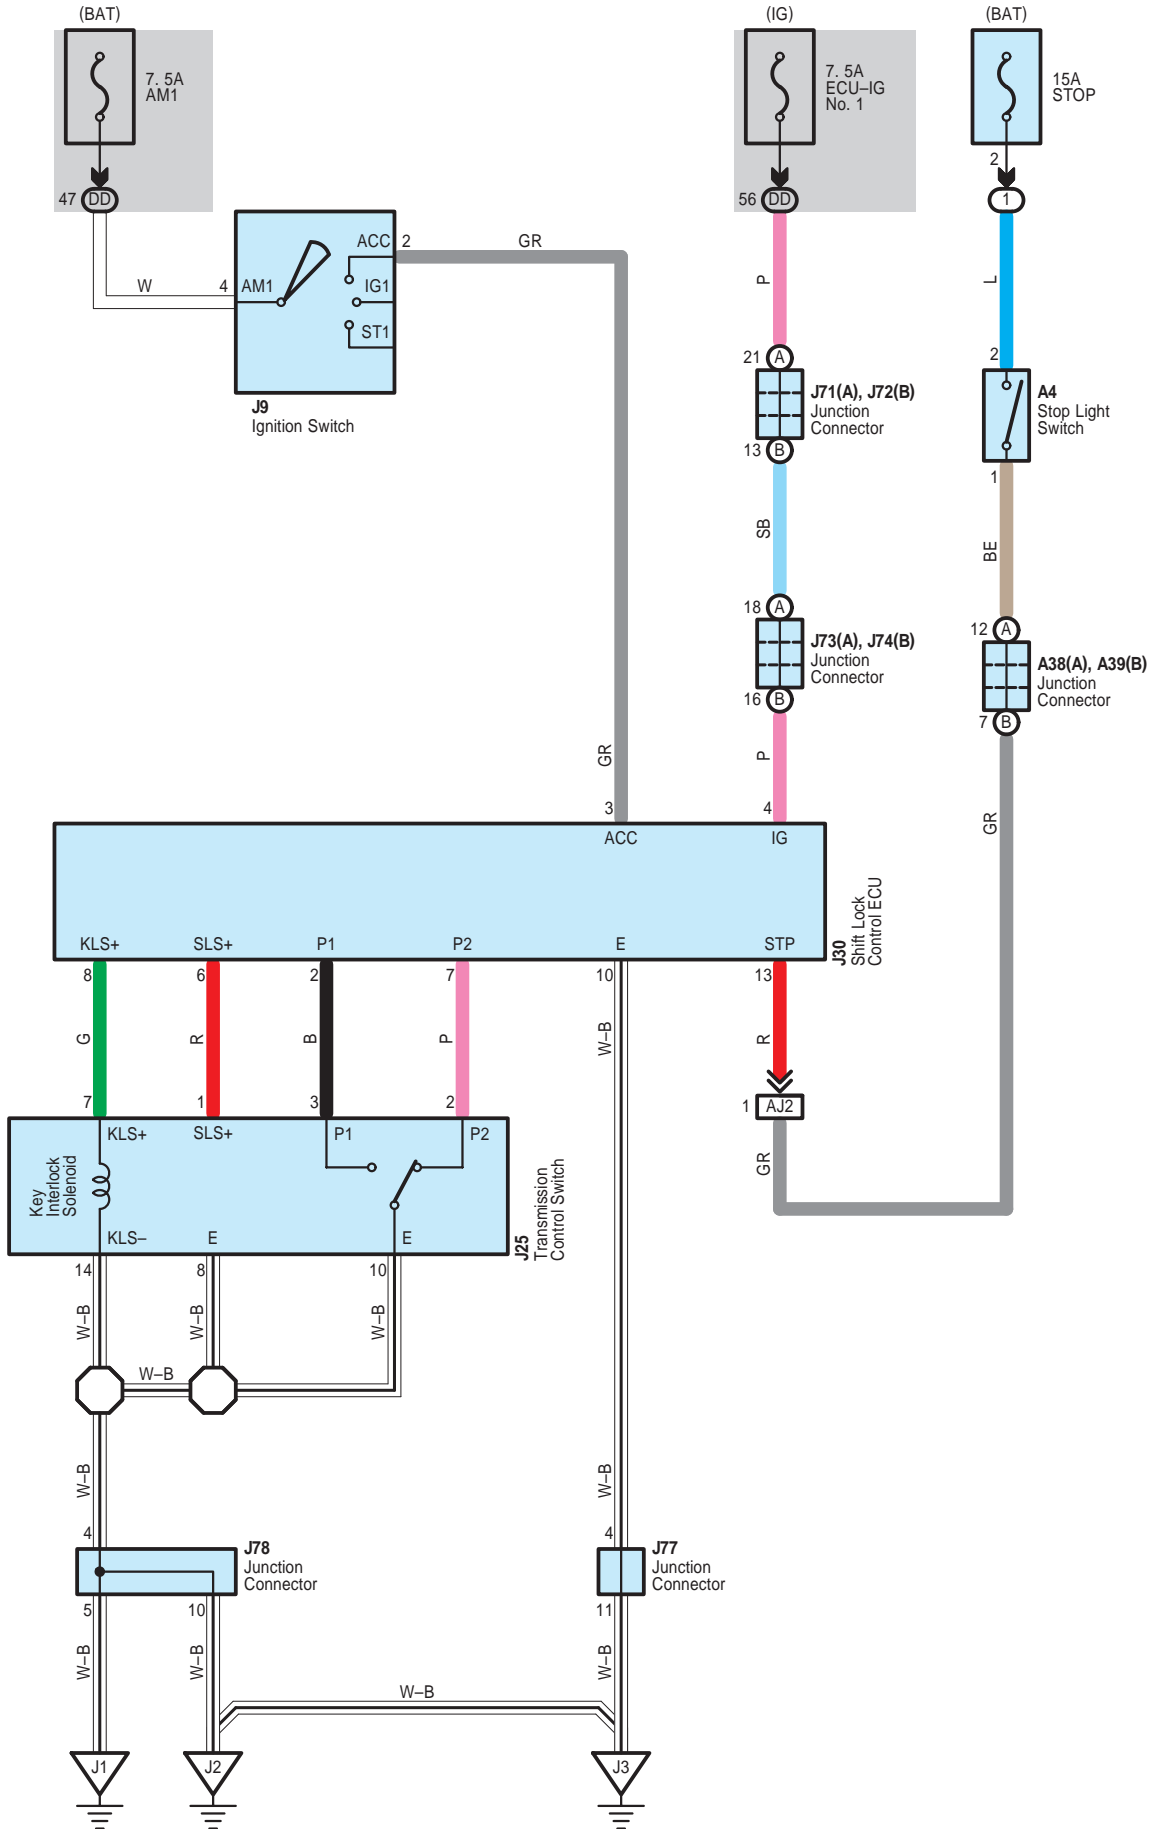 (BAT)
(IG)
(BAT)
7. 5A
AM1
7. 5A
ECU–IG
No. 1
15A
STOP
2
47 DD
56 DD
1
ACC 2
GR
W
4 AM1
IG1
ST1
P
L
J9
Ignition Switch
21 A
2
J71(A), J72(B)
Junction
Connector
A4
Stop Light
Switch
13 B
1
SB
BE
18 A
12 A
J73(A), J74(B)
Junction
Connector
A38(A), A39(B)
Junction
Connector
16 B
7 B
GR
P
GR
3
4
ACC
IG
J30
Shift Lock
Control ECU
KLS+
SLS+
P1
P2
E
STP
8
6
2
7
10
13
G
R
B
P
W–B
R
7
1
3
2
1 AJ2
KLS+
SLS+
P1
P2
GR
Key
Interlock
Solenoid
J25
Transmission
Control Switch
KLS–
E
E
14
8
10
W–B
W–B
W–B
W–B
W–B
W–B
4
4
J78
Junction
Connector
J77
Junction
Connector
5
10
11
W–B
W–B
W–B
W–B
J1
J2
J3